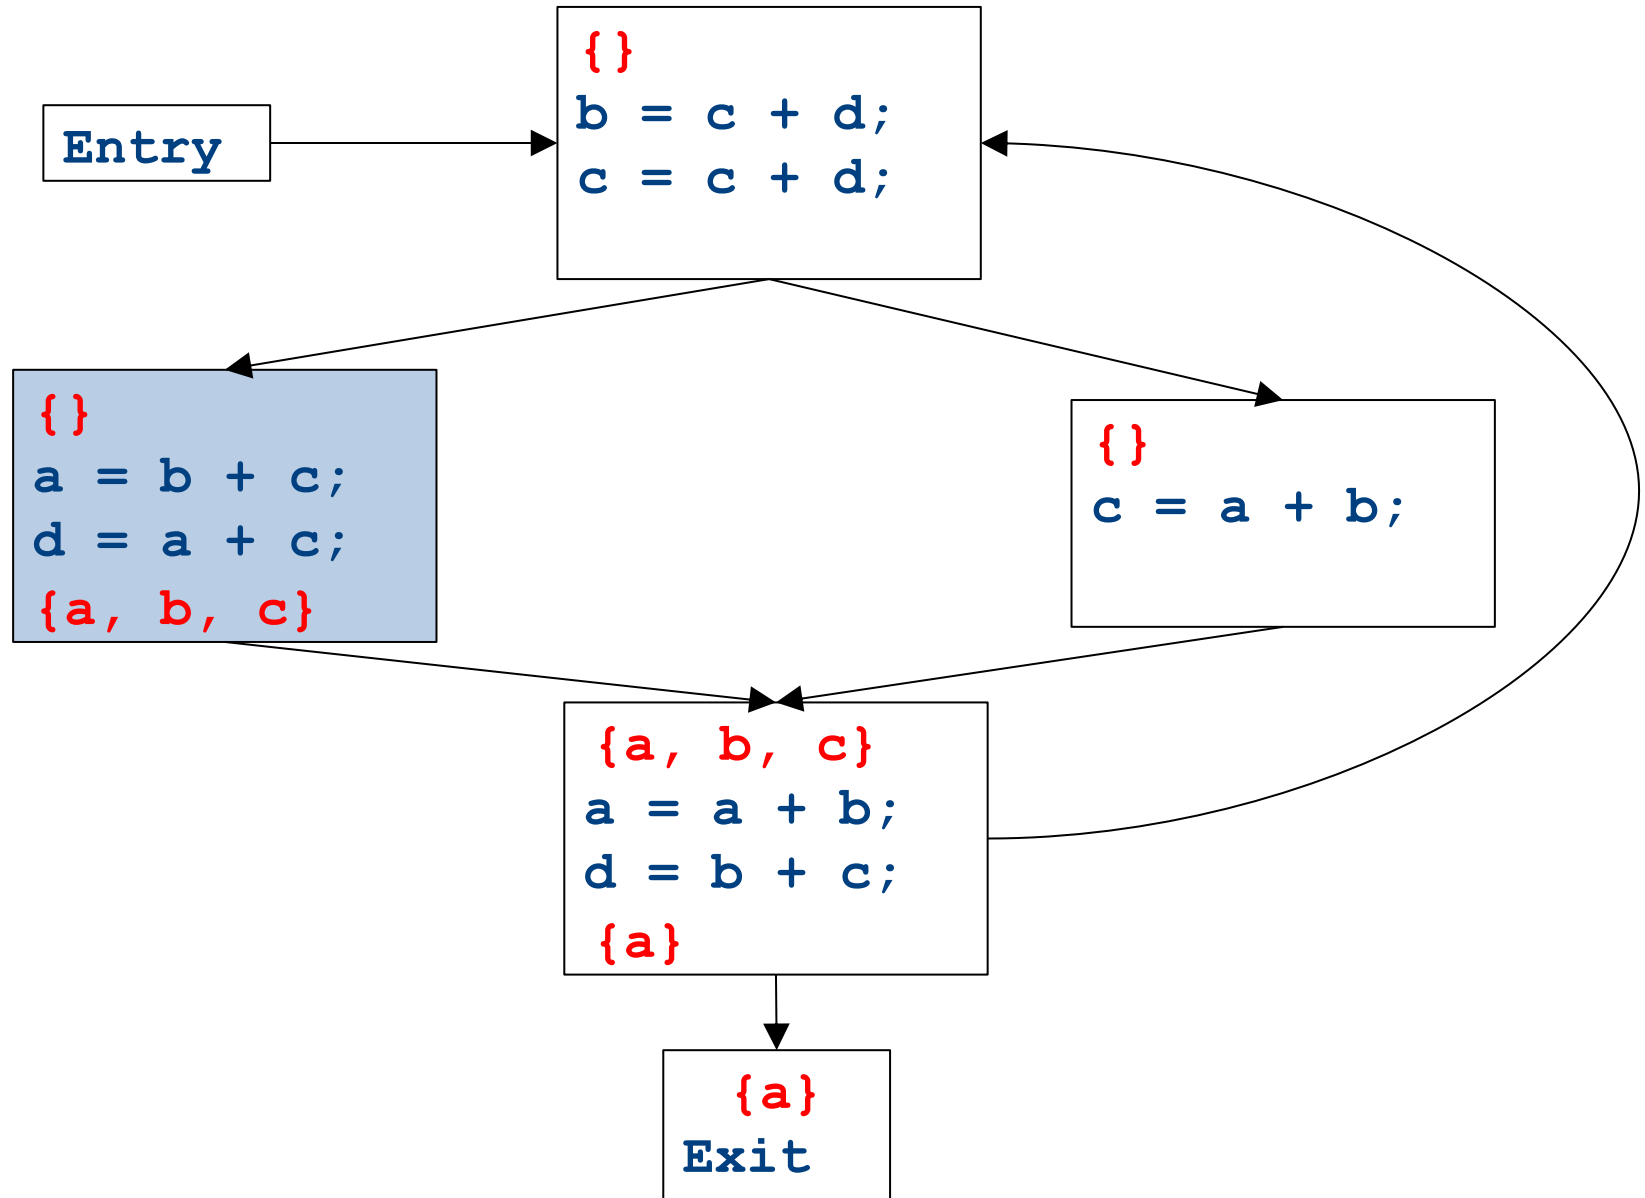 {}
b = c + d;
c = c + d;
Entry
{}
a = b + c;
d = a + c;
{a, b, c}
{}
c = a + b;
{a, b, c}
a = a + b;
d = b + c;
{a}
{a}
Exit